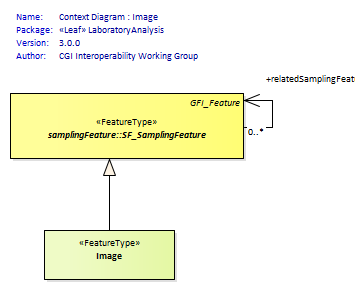 Name: Context Diagram : Image
Package: «Leaf» LaboratoryAnalysis
Version: 3.0.0
Author: CGI Interoperability Working Group
+relatedSamplingFeat
GFI_Feature
«FeatureType»
samplingFeature::SF_SamplingFeature
0..*
«FeatureType»
Image